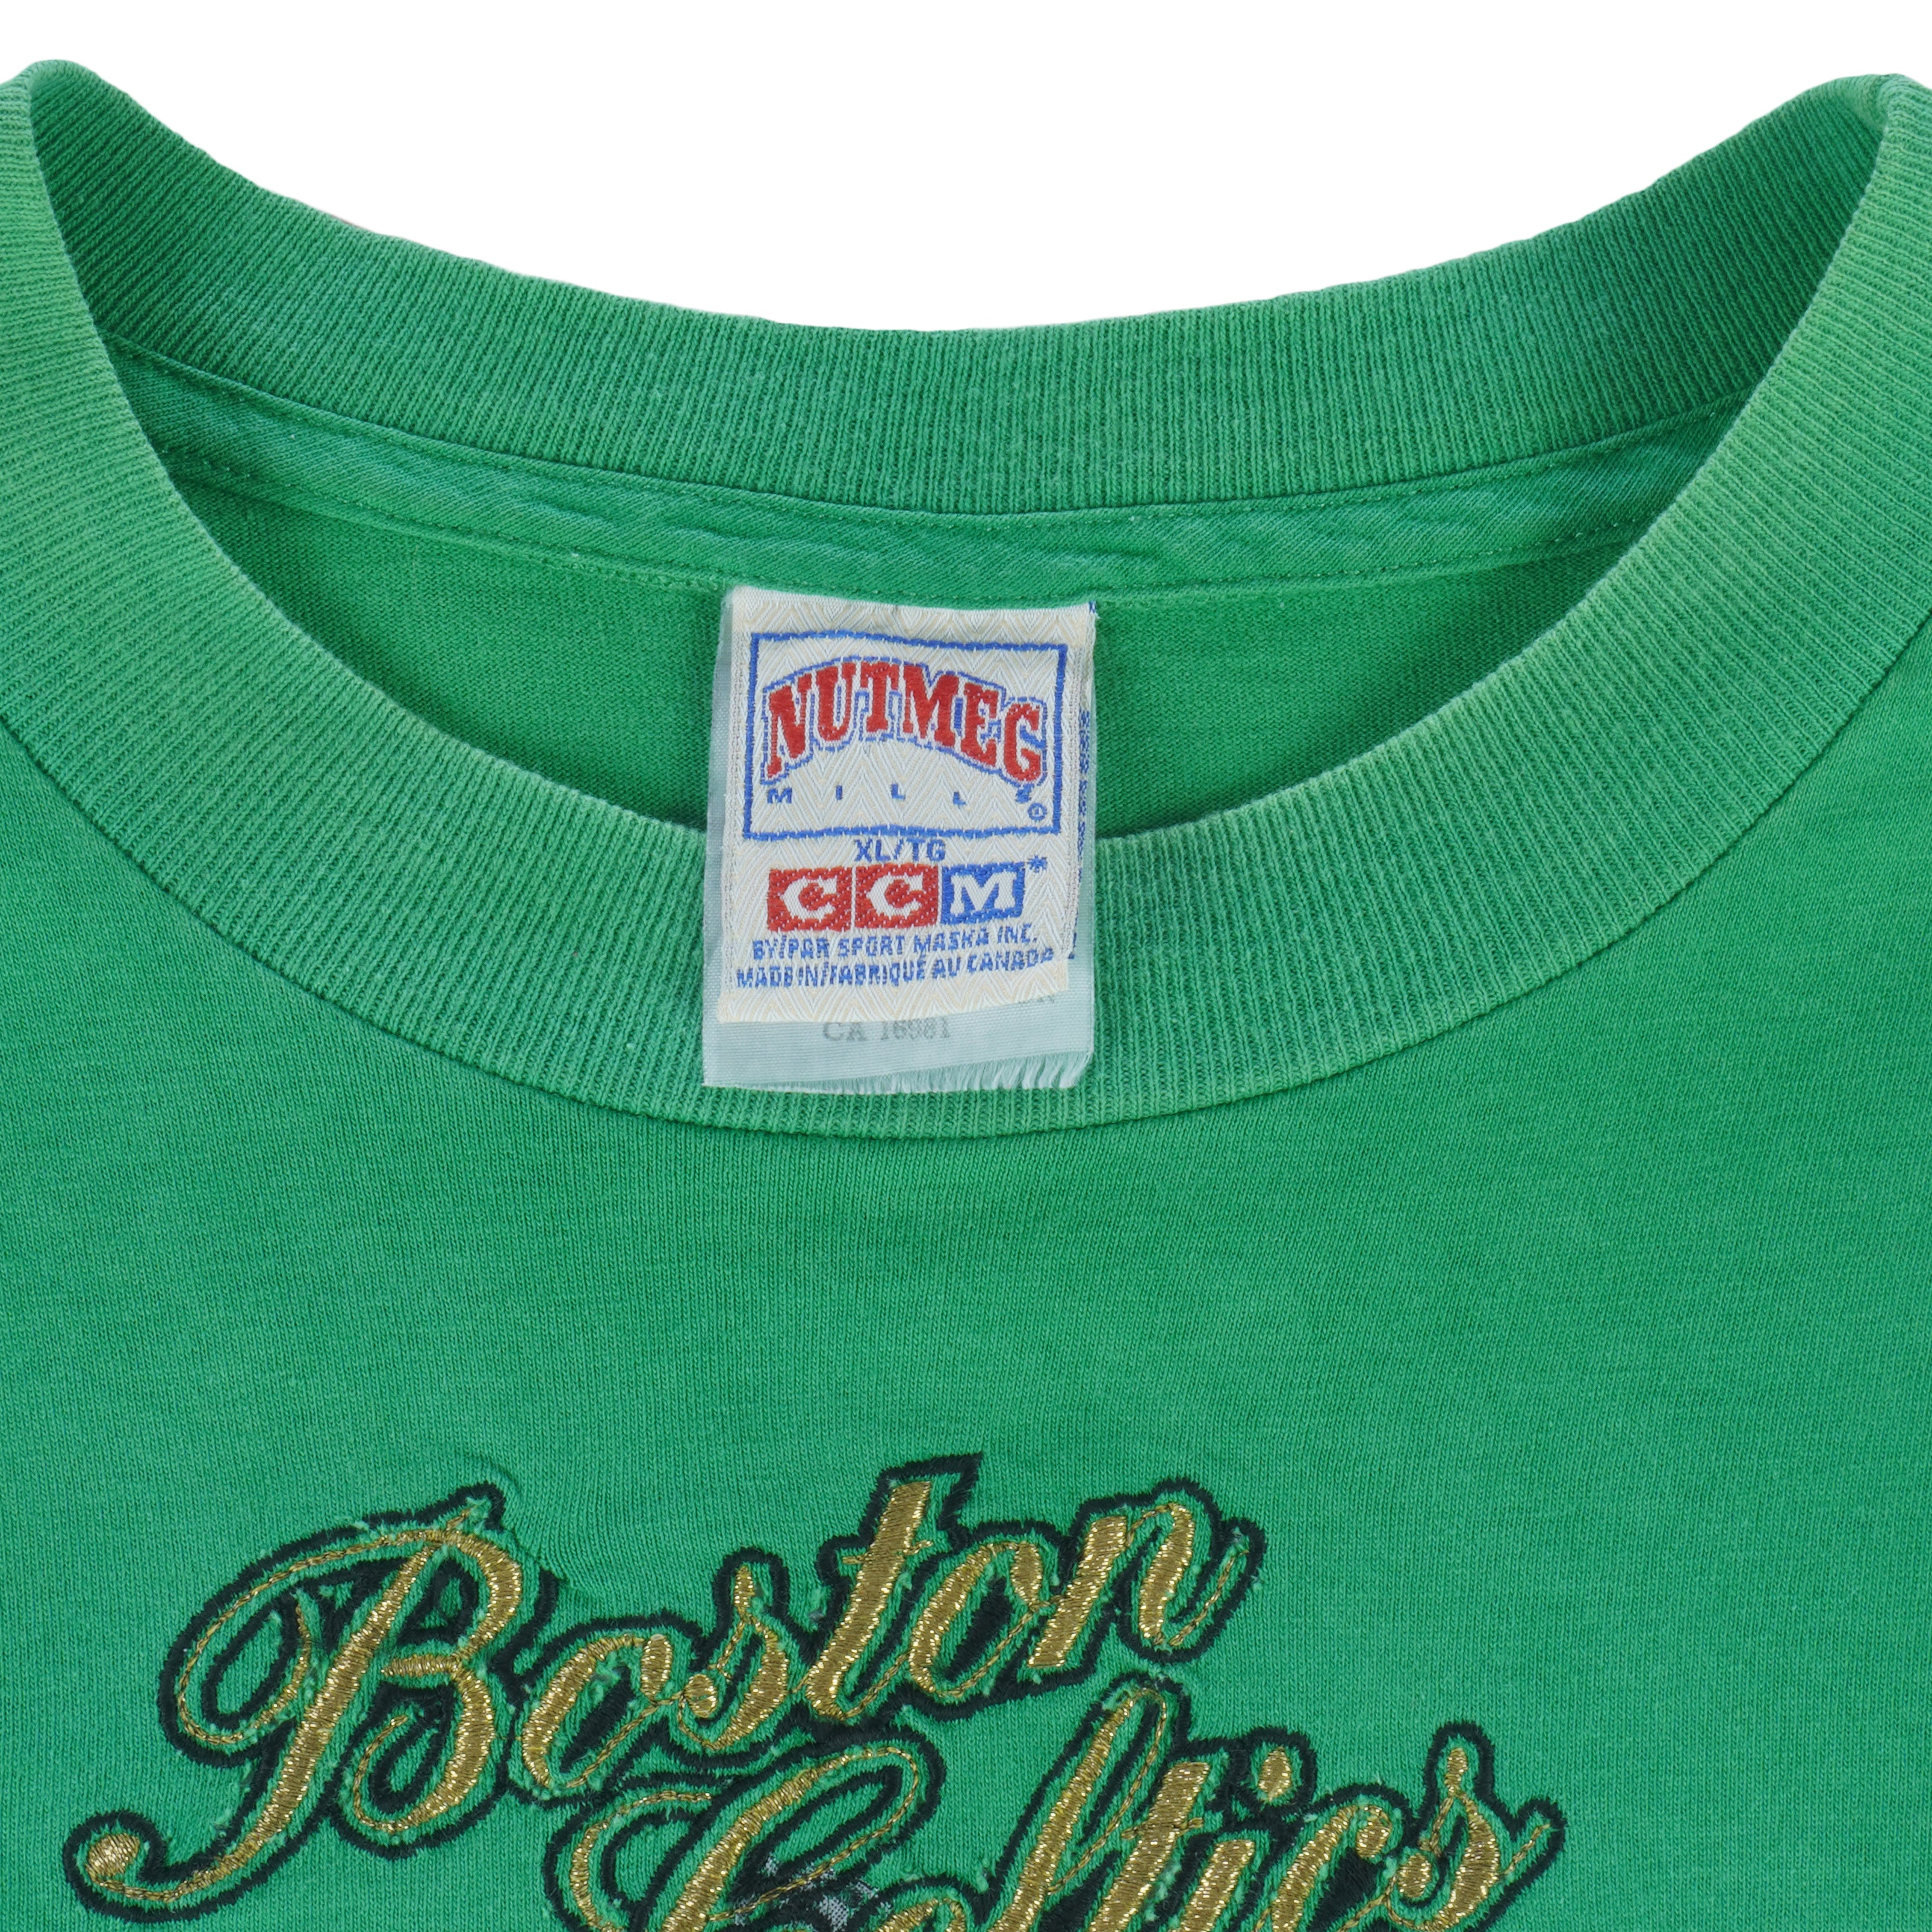 NUTMEG
MILLS
XL/TG
CCM*
BY/PAR SPORT MASKA INC.
MADE IN/FABRIQUÉ AU CANADA
CA 16981
Boston
Celtics